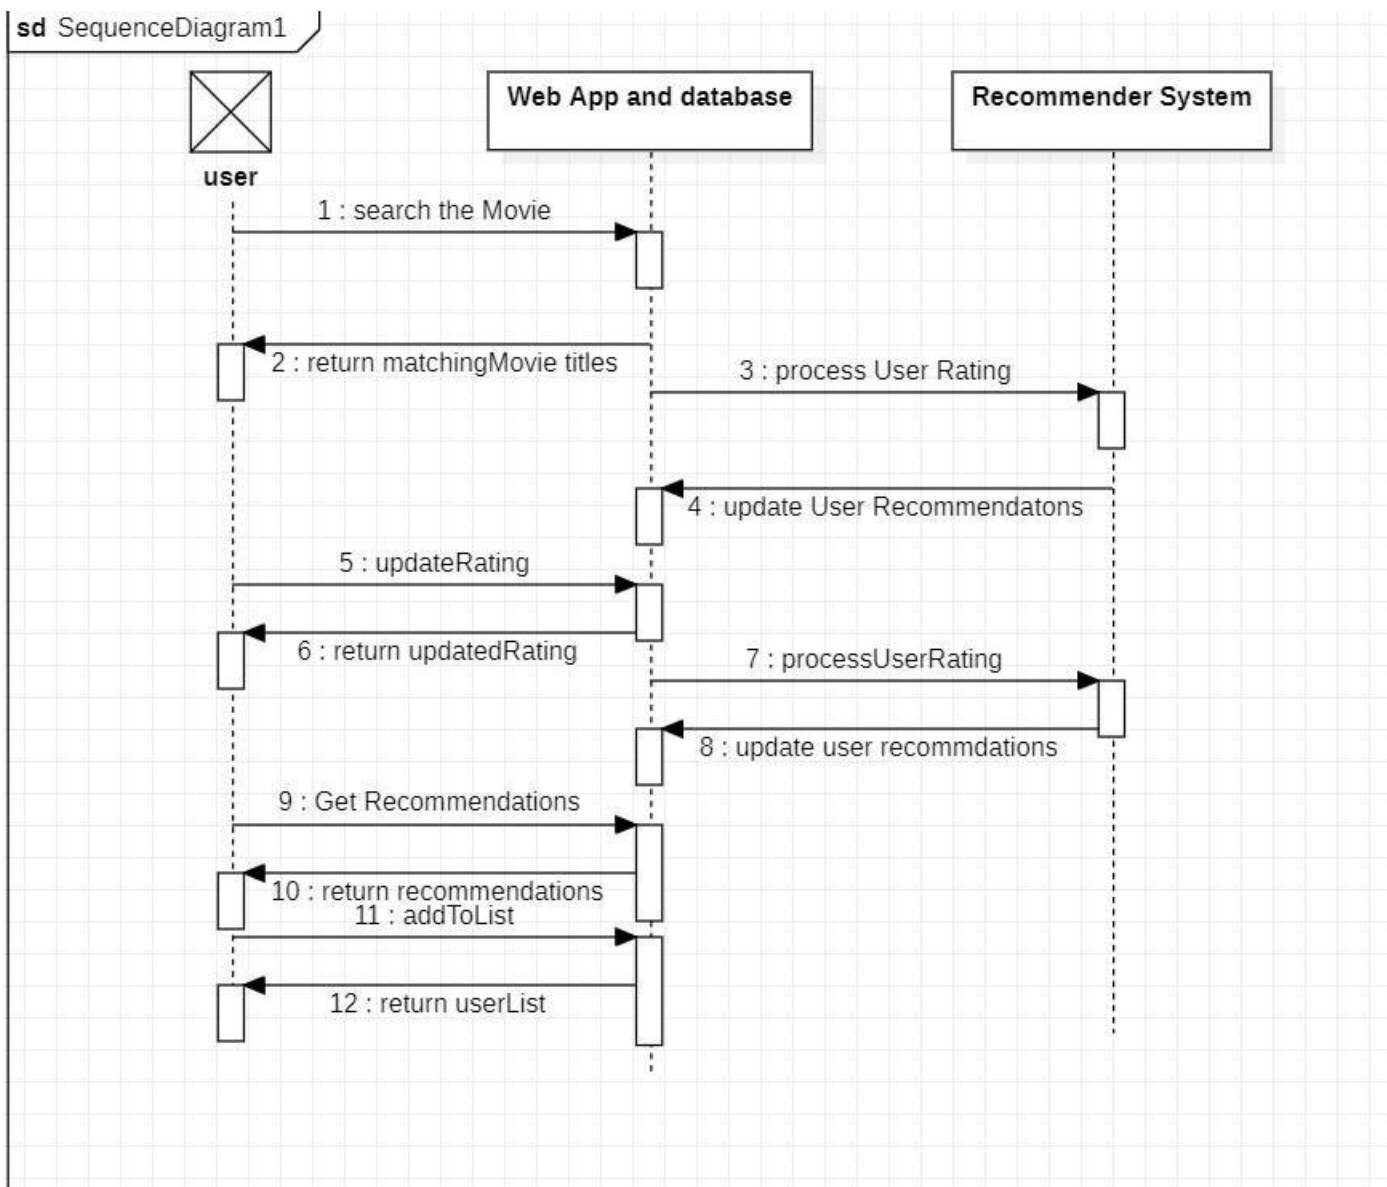 sd SequenceDiagram1
Web App and database
Recommender System
user
1 : search the Movie
2 : return matchingMovie titles
3 : process User Rating
4 : update User Recommendatons
5 : updateRating
6 : return updatedRating
7 : processUserRating
8 : update user recommdations
9 : Get Recommendations
10 : return recommendations
11 : addToList
12 : return userList